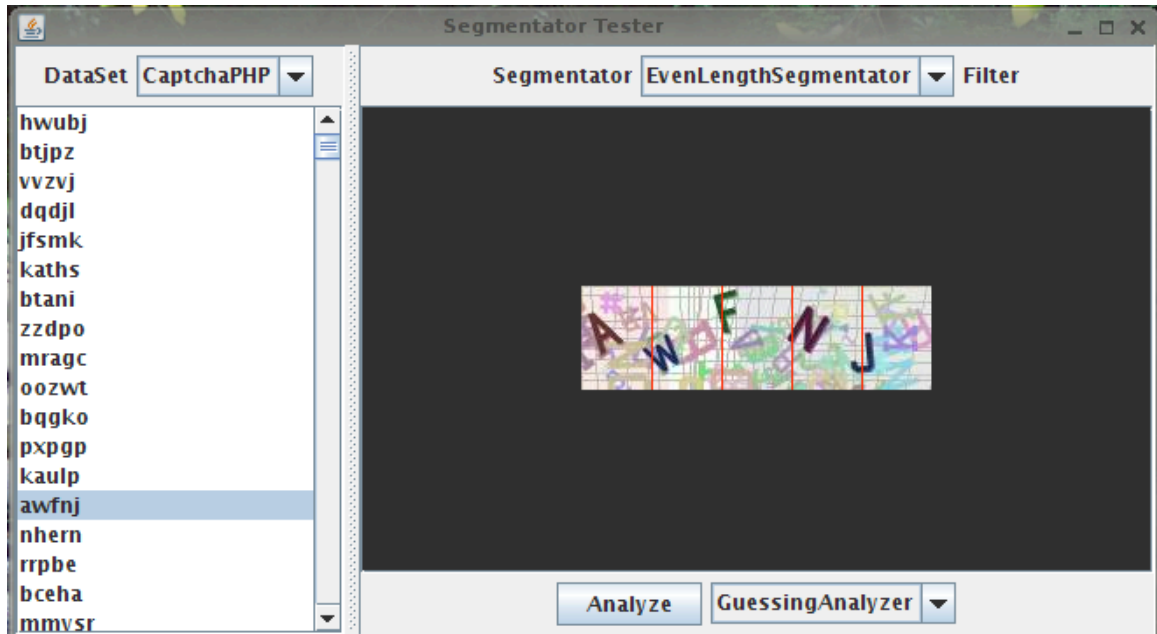 Segmentator Tester
DataSet CaptchaPHP
Segmentator EvenLengthSegmentator Filter
hwubj
btjpz
vvzvj
dqdjl
jfsmk
kaths
btani
zzdpo
mragc
oozwt
bqgko
pxpgp
kaulp
awfnj
nhern
rrpbe
bceha
mmvsr
A W F N J
Analyze GuessingAnalyzer